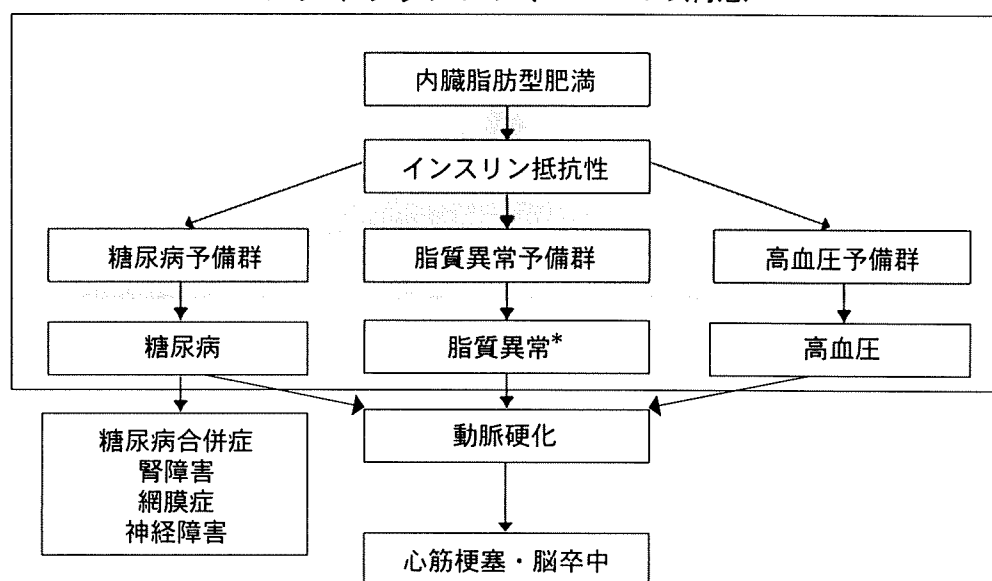 内臓脂肪型肥満
インスリン抵抗性
糖尿病予備群
脂質異常予備群
高血圧予備群
糖尿病
脂質異常*
高血圧
動脈硬化
糖尿病合併症
腎障害
網膜症
神経障害
心筋梗塞・脳卒中